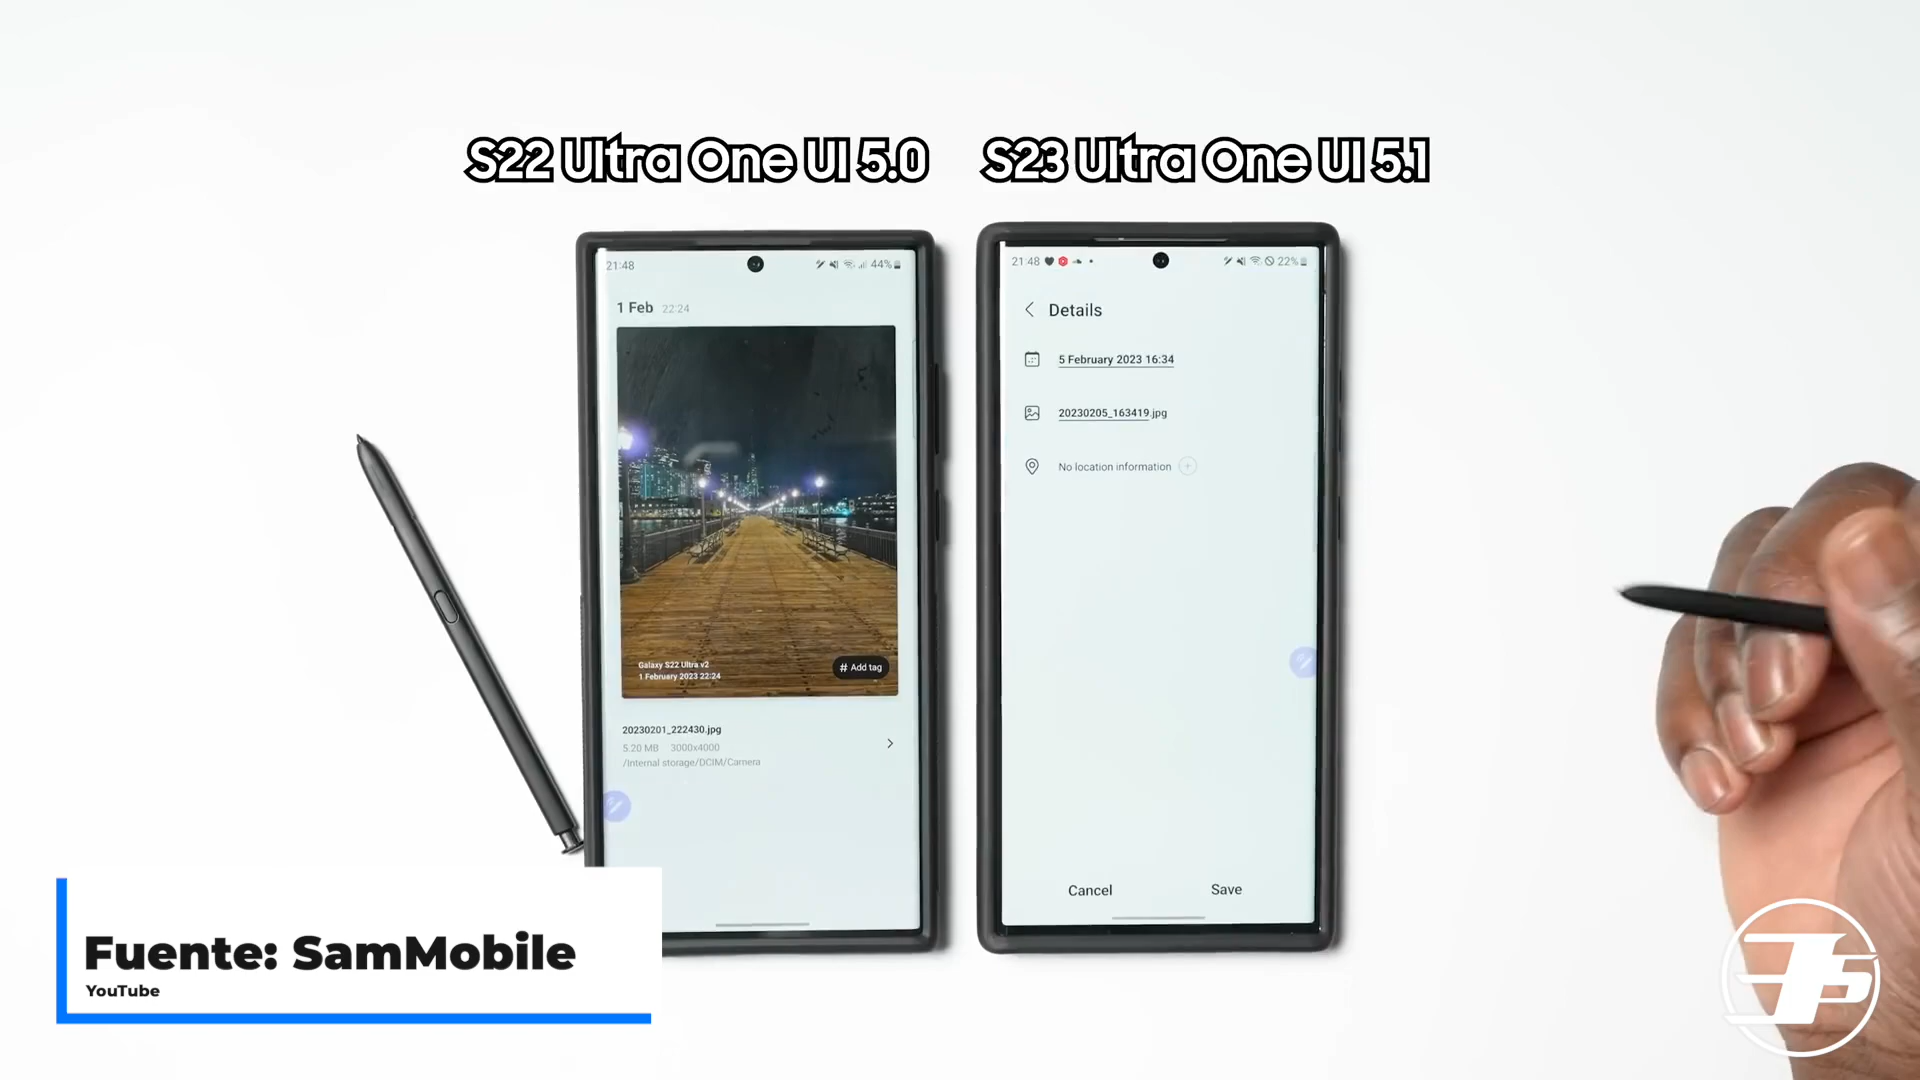 S22 Ultra One UI 5.0
S23 Ultra One UI 5.1
21:48
44%
1 Feb 22:24
Galaxy S22 Ultra v2
1 February 2023 22:24
# Add tag
20230201_222430.jpg
5.20 MB 3000x4000
/Internal storage/DCIM/Camera
21:48
22%
Details
5 February 2023 16:34
20230205_163419.jpg
No location information
Cancel
Save
Fuente: SamMobile
YouTube